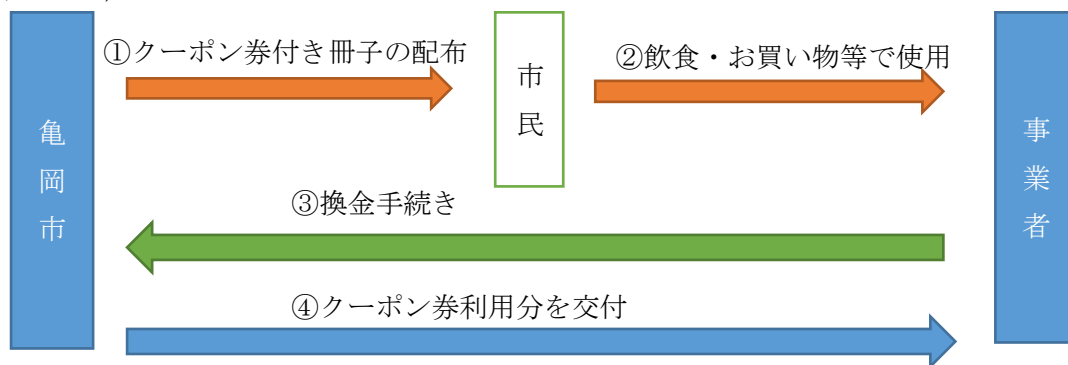 ①クーポン券付き冊子の配布
②飲食・お買い物等で使用
亀岡市
市民
事業者
③換金手続き
④クーポン券利用分を交付